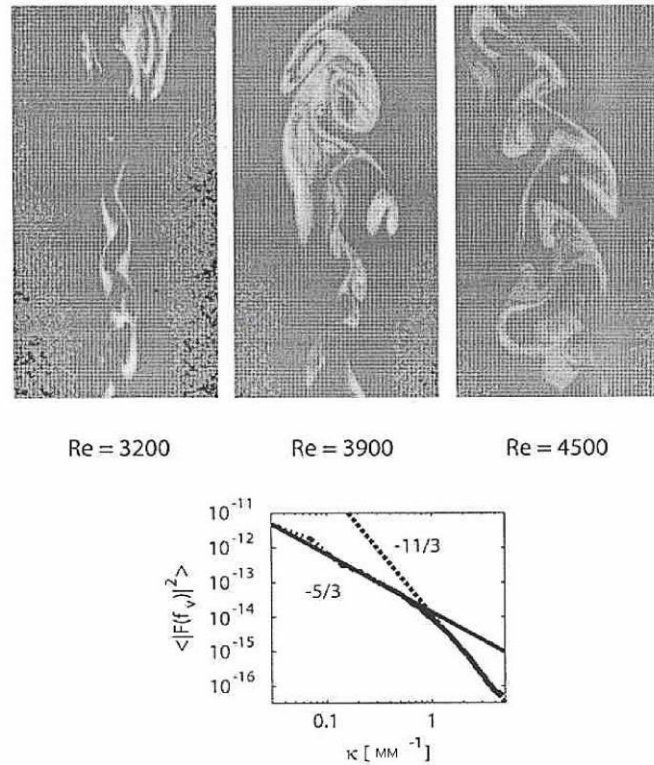 Re = 3200
Re = 3900
Re = 4500
10⁻¹¹
10⁻¹²
10⁻¹³
10⁻¹⁴
10⁻¹⁵
10⁻¹⁶
<|F(f_v)|²>
-11/3
-5/3
0.1
1
κ [ мм ⁻¹]